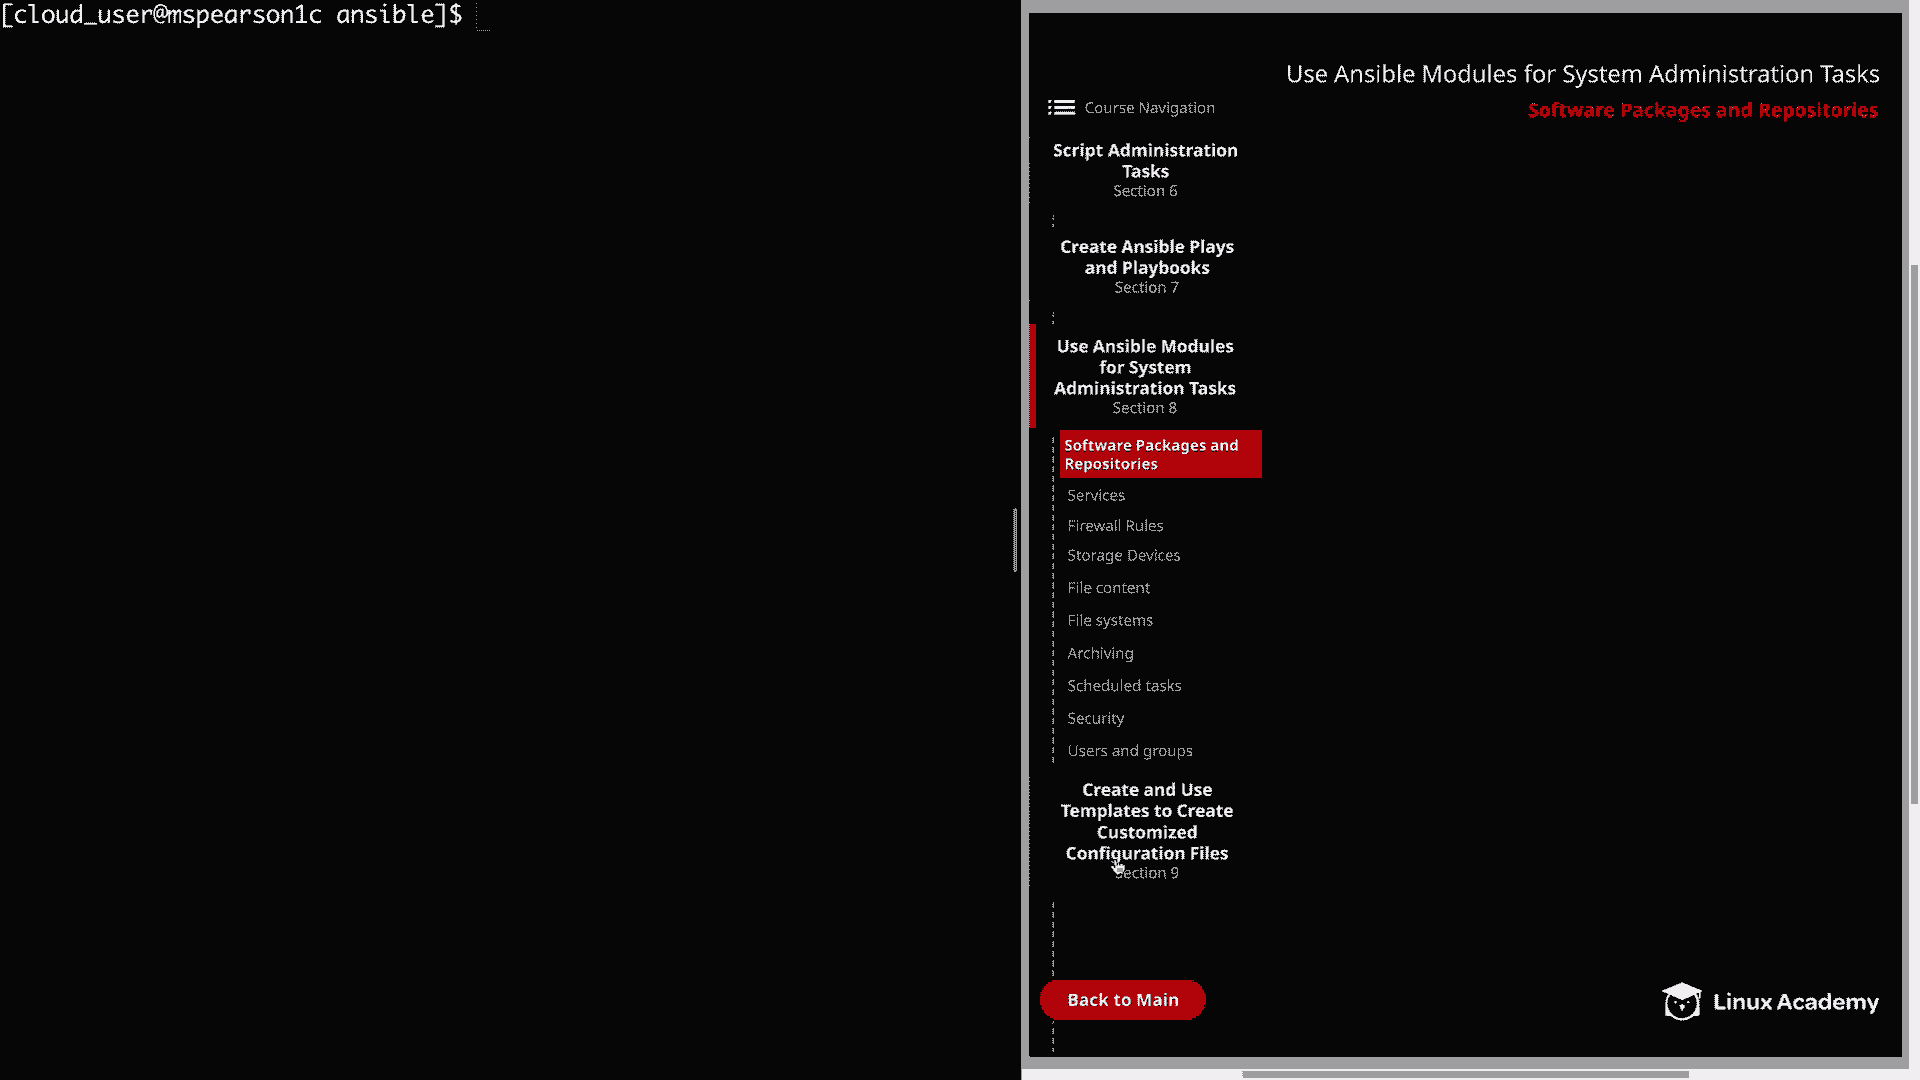 [cloud_user@mspearson1c ansible]$
Use Ansible Modules for System Administration Tasks
Software Packages and Repositories
Course Navigation
Script Administration
Tasks
Section 6
Create Ansible Plays
and Playbooks
Section 7
Use Ansible Modules
for System
Administration Tasks
Section 8
Software Packages and
Repositories
Services
Firewall Rules
Storage Devices
File content
File systems
Archiving
Scheduled tasks
Security
Users and groups
Create and Use
Templates to Create
Customized
Configuration Files
Section 9
Back to Main
Linux Academy